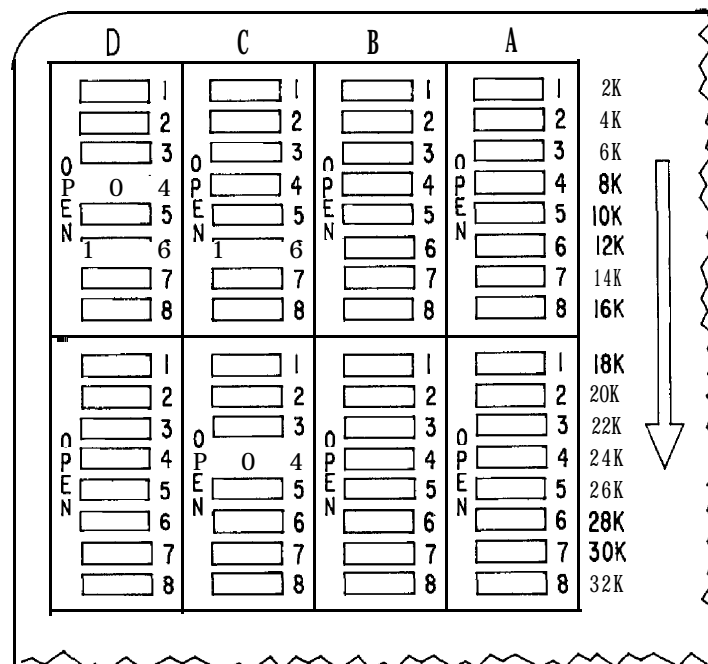 D C B A
1 1 1 1 2K
2 2 2 2 4K
3 3 3 3 6K
P 0 4 4 4 4 8K
5 5 5 5 10K
1 6 1 6 6 6 12K
7 7 7 7 14K
8 8 8 8 16K
OPEN OPEN OPEN OPEN
1 1 1 1 18K
2 2 2 2 20K
3 3 3 3 22K
4 P 0 4 4 4 24K
5 5 5 5 26K
6 6 6 6 28K
7 7 7 7 30K
8 8 8 8 32K
OPEN OPEN OPEN OPEN